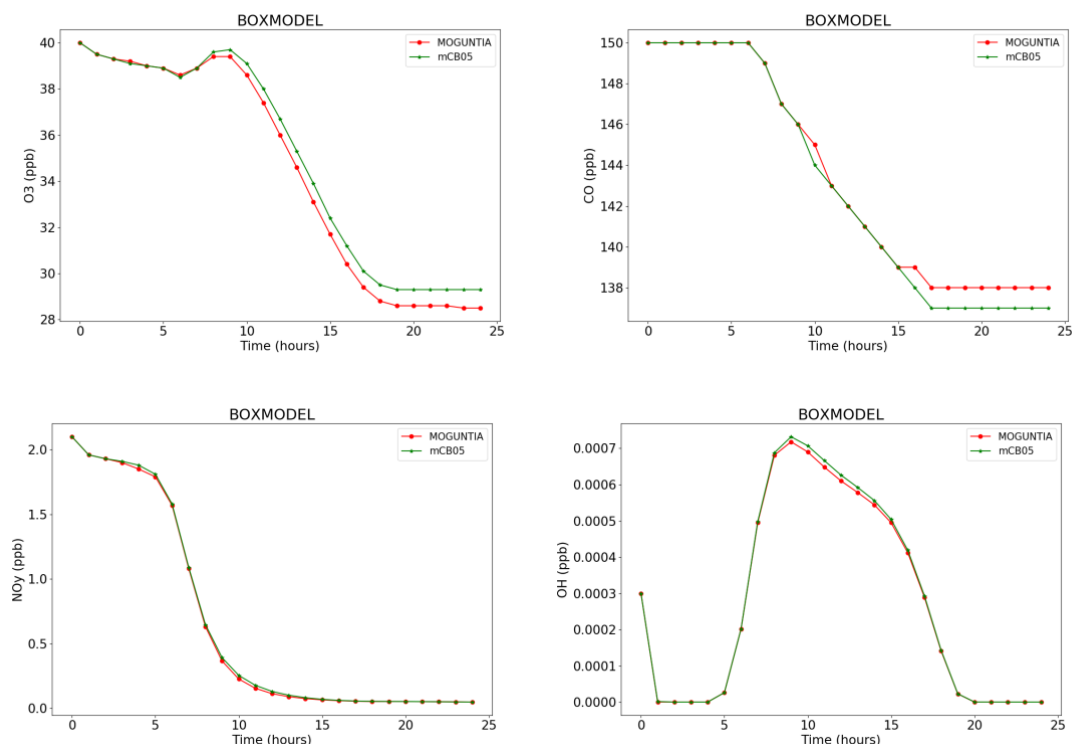 BOXMODEL
MOGUNTIA
mCB05
O3 (ppb)
40
38
36
34
32
30
28
0 5 10 15 20 25
Time (hours)
BOXMODEL
MOGUNTIA
mCB05
CO (ppb)
150
148
146
144
142
140
138
0 5 10 15 20 25
Time (hours)
BOXMODEL
MOGUNTIA
mCB05
NOy (ppb)
2.0
1.5
1.0
0.5
0.0
0 5 10 15 20 25
Time (hours)
BOXMODEL
MOGUNTIA
mCB05
OH (ppb)
0.0007
0.0006
0.0005
0.0004
0.0003
0.0002
0.0001
0.0000
0 5 10 15 20 25
Time (hours)